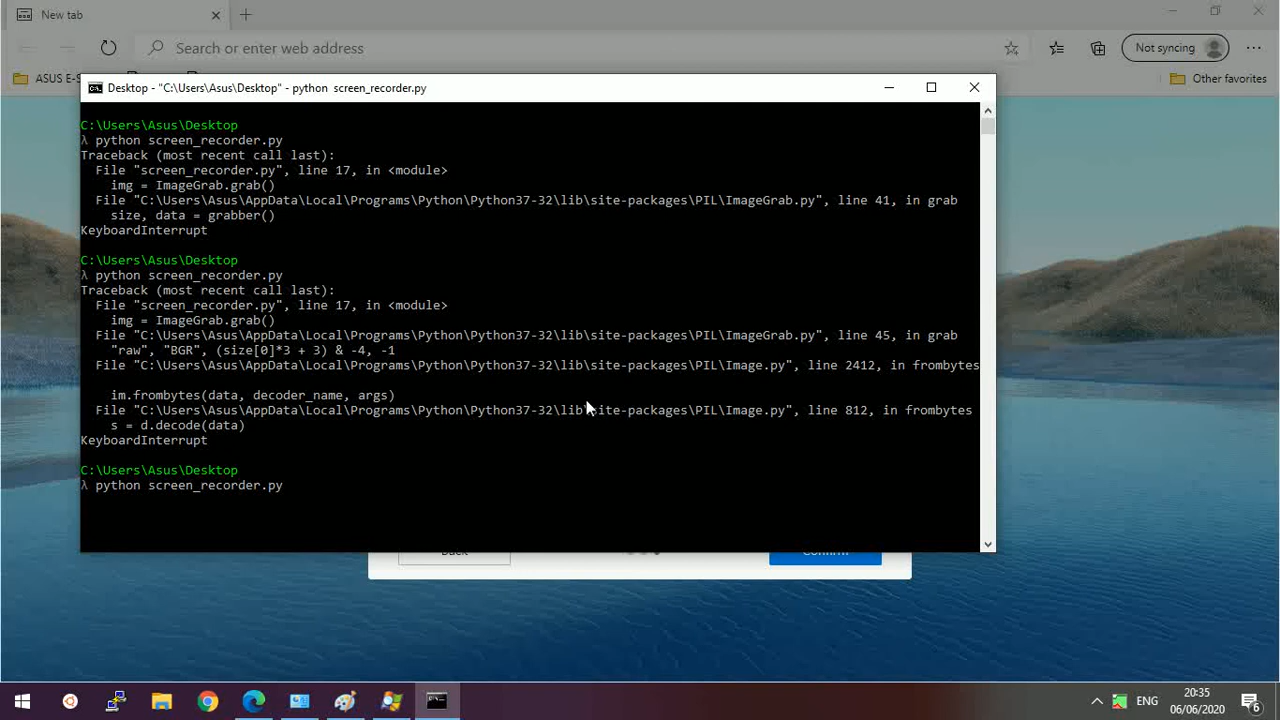 New tab
Search or enter web address
Not syncing
ASUS E-S
Other favorites
Desktop - "C:\Users\Asus\Desktop" - python  screen_recorder.py
C:\Users\Asus\Desktop
λ python screen_recorder.py
Traceback (most recent call last):
  File "screen_recorder.py", line 17, in <module>
    img = ImageGrab.grab()
  File "C:\Users\Asus\AppData\Local\Programs\Python\Python37-32\lib\site-packages\PIL\ImageGrab.py", line 41, in grab
    size, data = grabber()
KeyboardInterrupt
C:\Users\Asus\Desktop
λ python screen_recorder.py
Traceback (most recent call last):
  File "screen_recorder.py", line 17, in <module>
    img = ImageGrab.grab()
  File "C:\Users\Asus\AppData\Local\Programs\Python\Python37-32\lib\site-packages\PIL\ImageGrab.py", line 45, in grab
    "raw", "BGR", (size[0]*3 + 3) & -4, -1
  File "C:\Users\Asus\AppData\Local\Programs\Python\Python37-32\lib\site-packages\PIL\Image.py", line 2412, in frombytes
    im.frombytes(data, decoder_name, args)
  File "C:\Users\Asus\AppData\Local\Programs\Python\Python37-32\lib\site-packages\PIL\Image.py", line 812, in frombytes
    s = d.decode(data)
KeyboardInterrupt
C:\Users\Asus\Desktop
λ python screen_recorder.py
Back
Confirm
ENG
20:35
06/06/2020
6